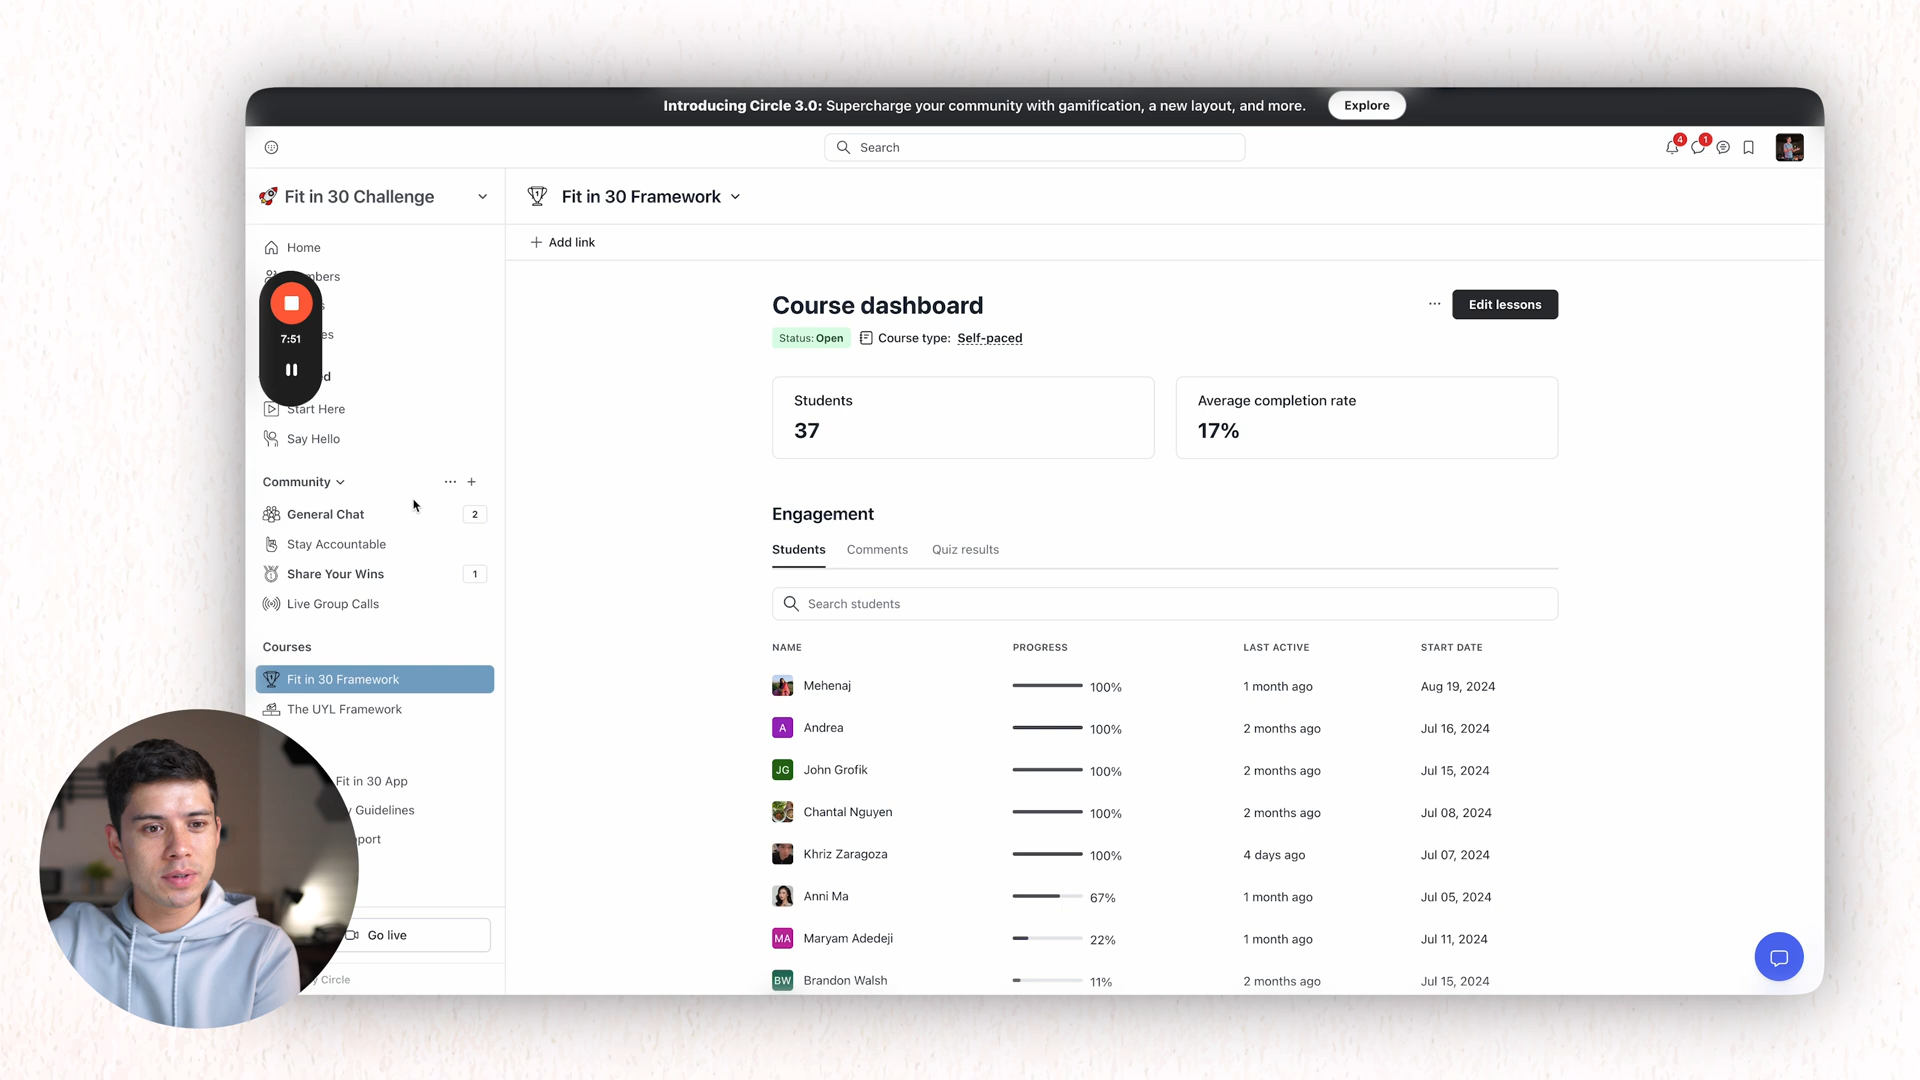 Introducing Circle 3.0: Supercharge your community with gamification, a new layout, and more. Explore
Search
4
1
Fit in 30 Challenge
Fit in 30 Framework
Add link
Home
7:51
Start Here
Say Hello
Community
General Chat 2
Stay Accountable
Share Your Wins 1
Live Group Calls
Courses
Fit in 30 Framework
The UYL Framework
Fit in 30 App
Guidelines
Go live
Circle
Course dashboard
Edit lessons
Status: Open Course type: Self-paced
Students
37
Average completion rate
17%
Engagement
Students Comments Quiz results
Search students
NAME PROGRESS LAST ACTIVE START DATE
Mehenaj 100% 1 month ago Aug 19, 2024
A Andrea 100% 2 months ago Jul 16, 2024
JG John Grofik 100% 2 months ago Jul 15, 2024
Chantal Nguyen 100% 2 months ago Jul 08, 2024
Khriz Zaragoza 100% 4 days ago Jul 07, 2024
Anni Ma 67% 1 month ago Jul 05, 2024
MA Maryam Adedeji 22% 1 month ago Jul 11, 2024
BW Brandon Walsh 11% 2 months ago Jul 15, 2024